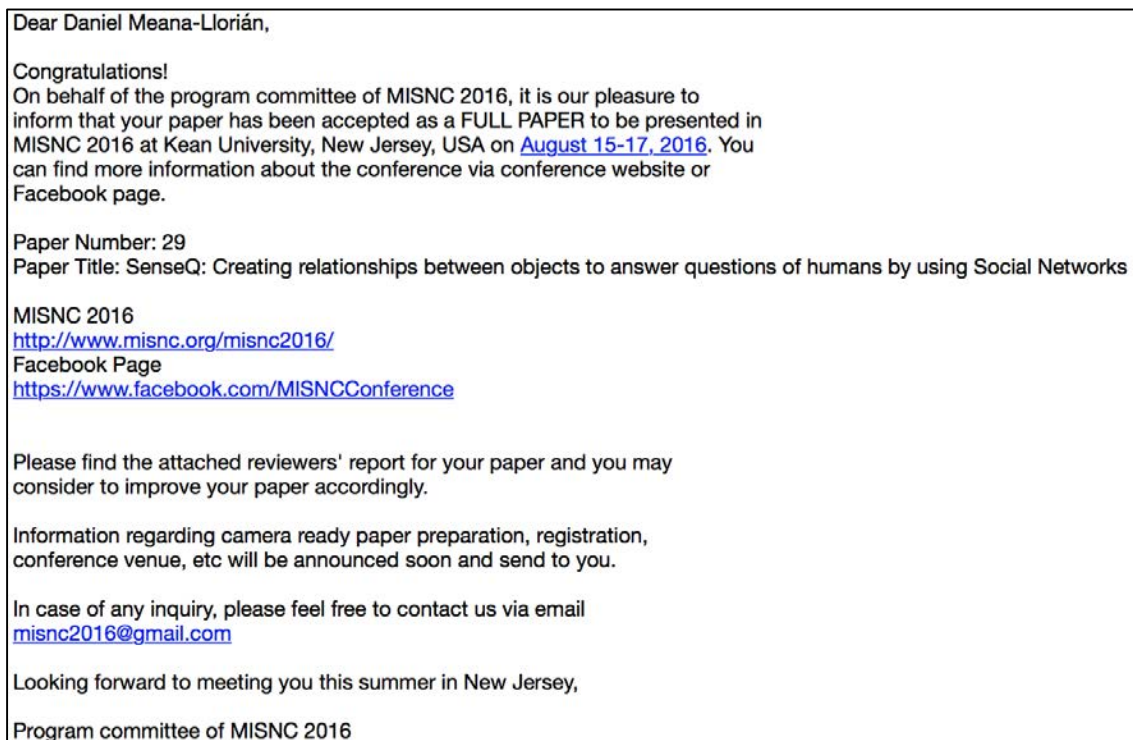 Dear Daniel Meana-Llorián,
Congratulations!
On behalf of the program committee of MISNC 2016, it is our pleasure to
inform that your paper has been accepted as a FULL PAPER to be presented in
MISNC 2016 at Kean University, New Jersey, USA on August 15-17, 2016. You
can find more information about the conference via conference website or
Facebook page.
Paper Number: 29
Paper Title: SenseQ: Creating relationships between objects to answer questions of humans by using Social Networks
MISNC 2016
http://www.misnc.org/misnc2016/
Facebook Page
https://www.facebook.com/MISNCConference
Please find the attached reviewers' report for your paper and you may
consider to improve your paper accordingly.
Information regarding camera ready paper preparation, registration,
conference venue, etc will be announced soon and send to you.
In case of any inquiry, please feel free to contact us via email
misnc2016@gmail.com
Looking forward to meeting you this summer in New Jersey,
Program committee of MISNC 2016